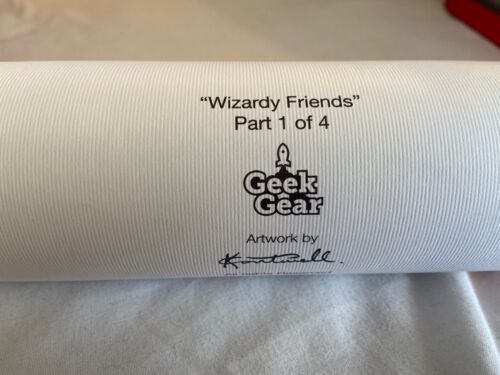 “Wizardy Friends”
Part 1 of 4
Geek
Gear
Artwork by